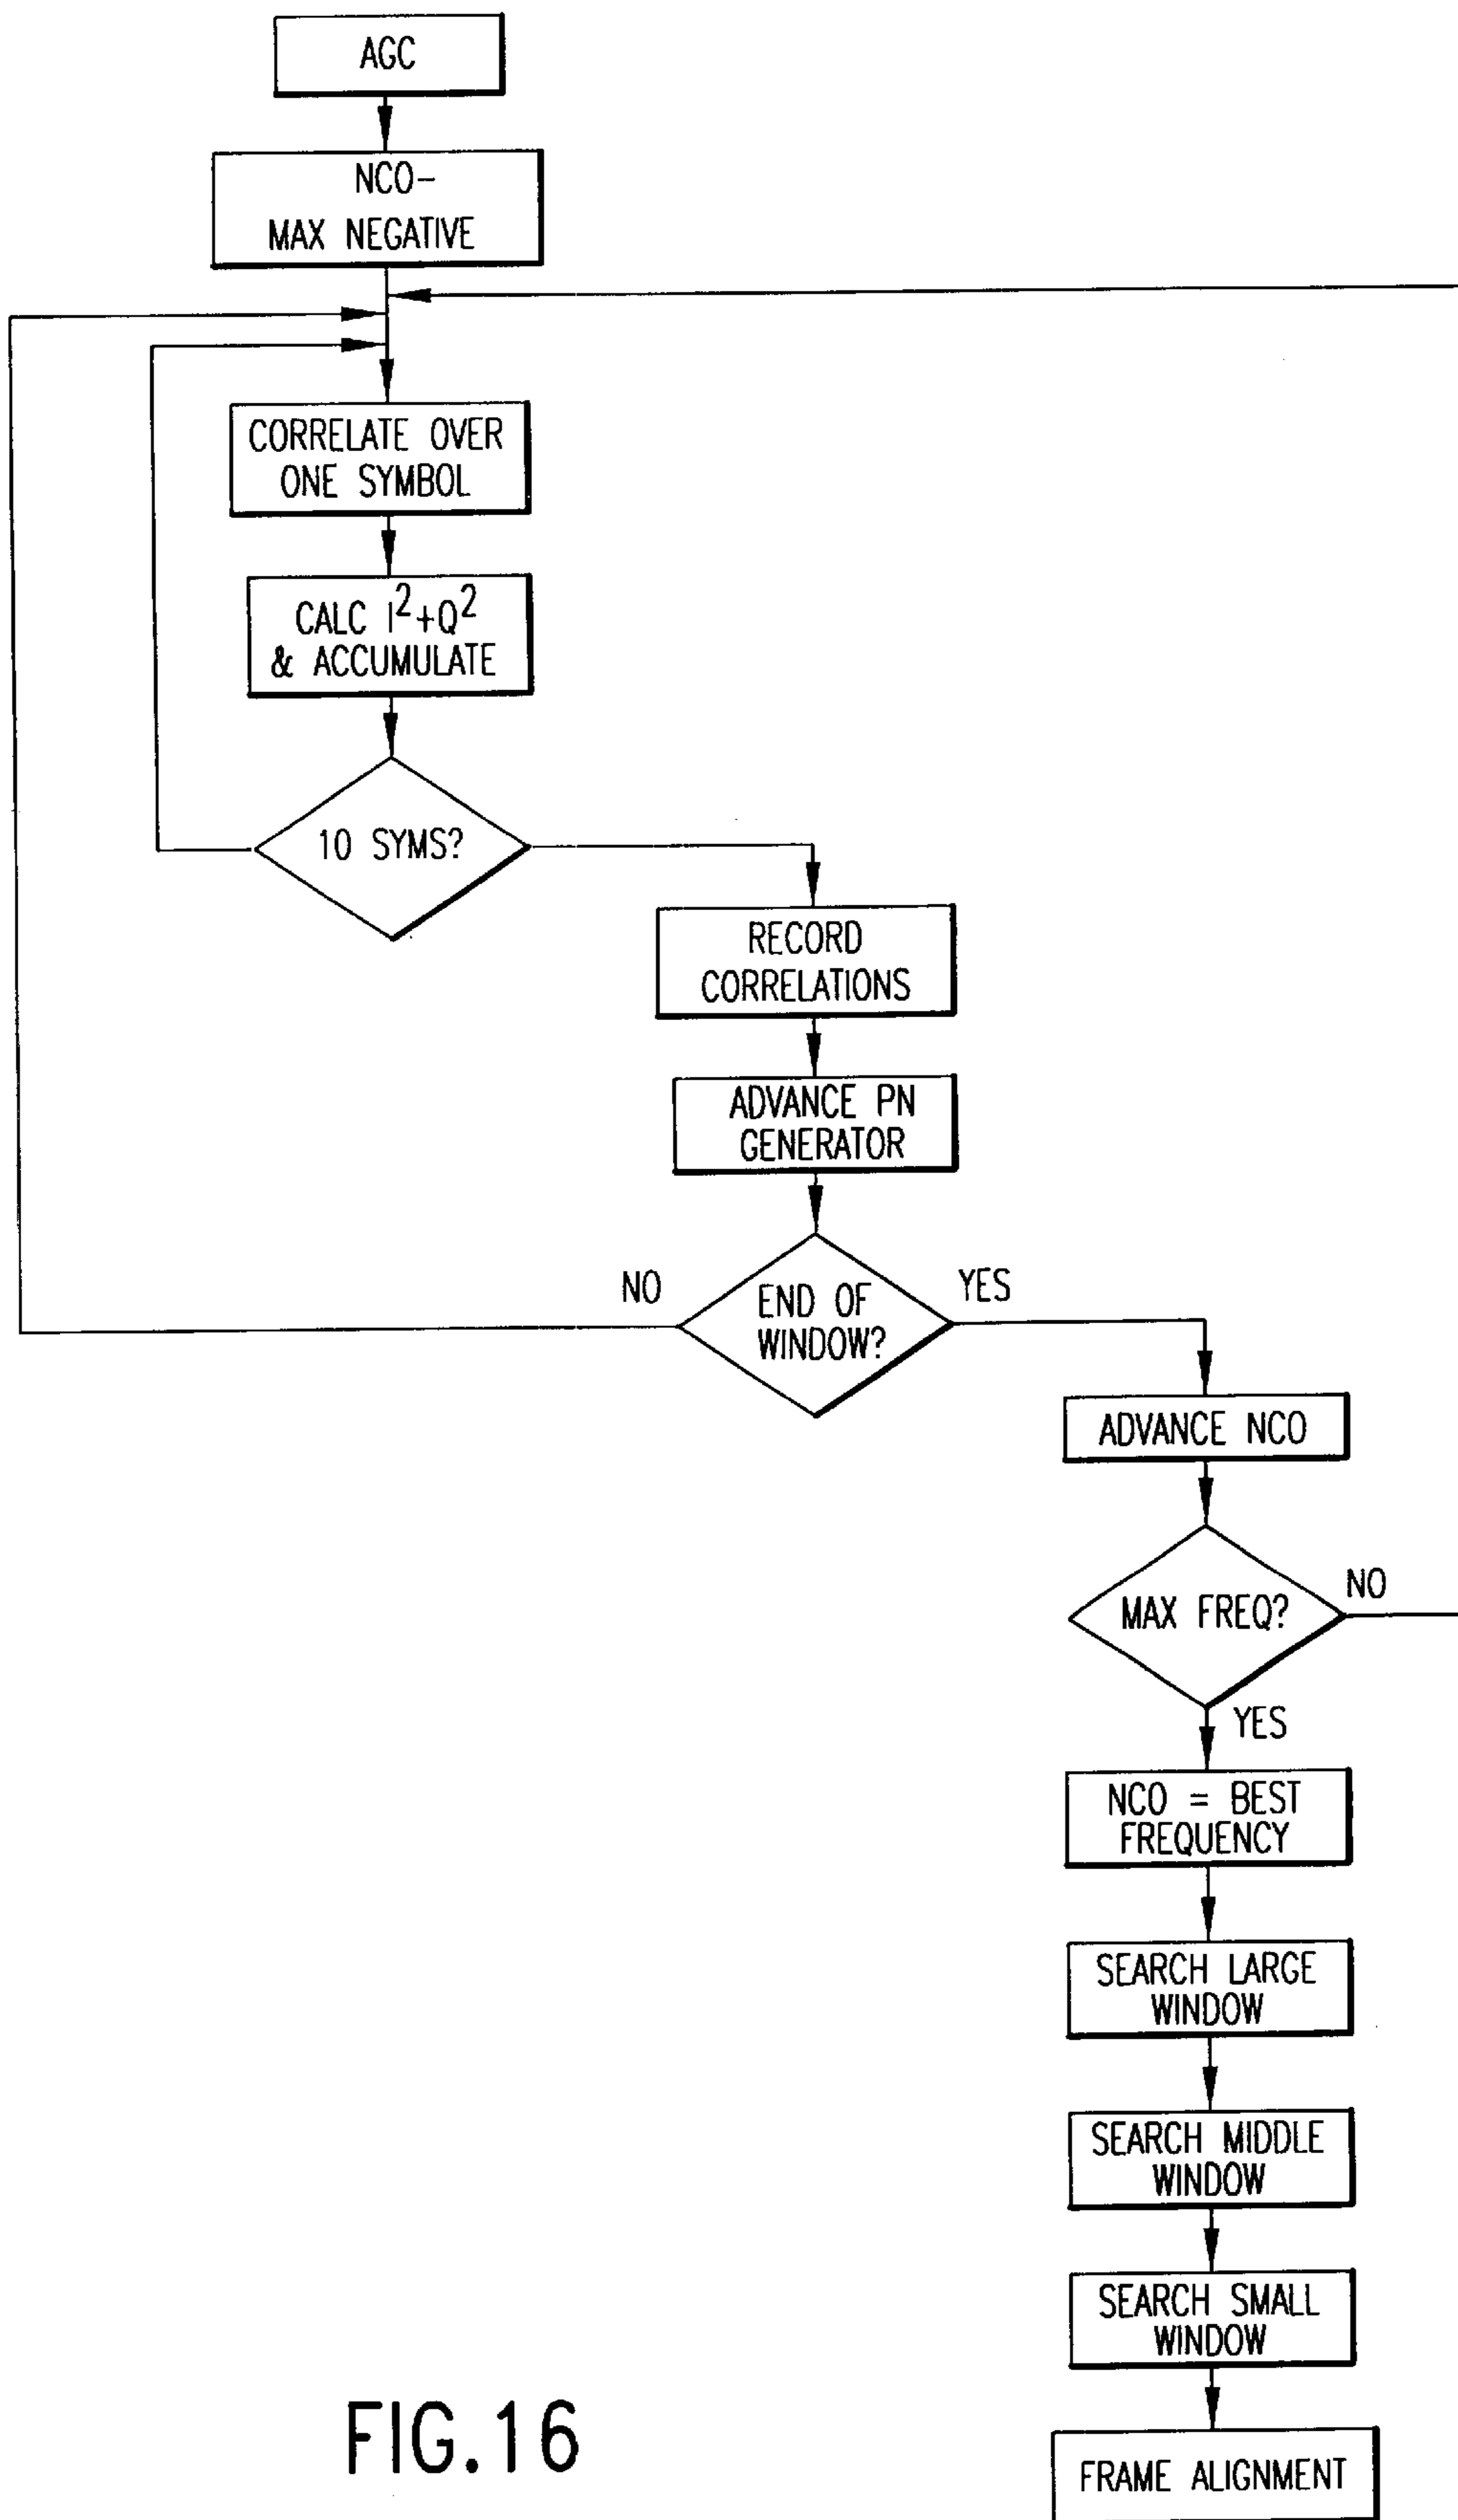 AGC
NCO-
MAX NEGATIVE
CORRELATE OVER
ONE SYMBOL
CALC I²+Q²
& ACCUMULATE
10 SYMS?
RECORD
CORRELATIONS
ADVANCE PN
GENERATOR
NO
END OF
WINDOW?
YES
ADVANCE NCO
MAX FREQ?
NO
YES
NCO = BEST
FREQUENCY
SEARCH LARGE
WINDOW
SEARCH MIDDLE
WINDOW
SEARCH SMALL
WINDOW
FRAME ALIGNMENT
FIG.16